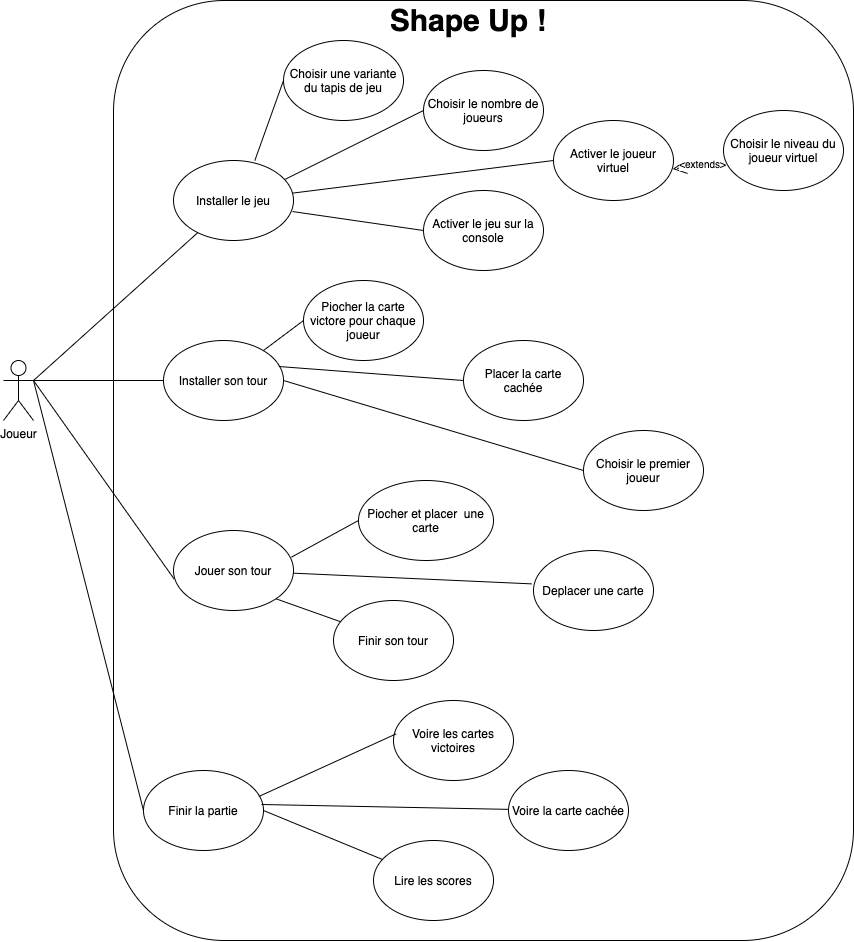 Shape Up !
Choisir une variante
du tapis de jeu
Choisir le nombre de
joueurs
Activer le joueur
virtuel
<extends>
Choisir le niveau du
joueur virtuel
Installer le jeu
Activer le jeu sur la
console
Piocher la carte
victore pour chaque
joueur
Installer son tour
Placer la carte
cachée
Joueur
Choisir le premier
joueur
Piocher et placer une
carte
Jouer son tour
Deplacer une carte
Finir son tour
Voire les cartes
victoires
Finir la partie
Voire la carte cachée
Lire les scores